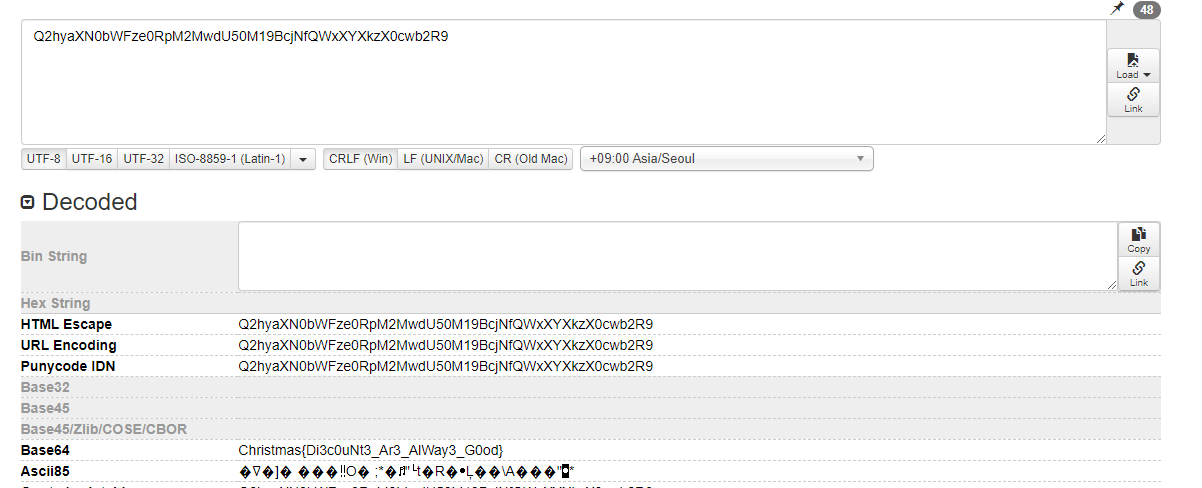 48
Q2hyaXN0bWFze0RpM2MwdU50M19BcjNfQWxXYXkzX0cwb2R9
Load
Link
UTF-8 UTF-16 UTF-32 ISO-8859-1 (Latin-1) CRLF (Win) LF (UNIX/Mac) CR (Old Mac) +09:00 Asia/Seoul
Decoded
Bin String
Copy
Link
Hex String
HTML Escape Q2hyaXN0bWFze0RpM2MwdU50M19BcjNfQWxXYXkzX0cwb2R9
URL Encoding Q2hyaXN0bWFze0RpM2MwdU50M19BcjNfQWxXYXkzX0cwb2R9
Punycode IDN Q2hyaXN0bWFze0RpM2MwdU50M19BcjNfQWxXYXkzX0cwb2R9
Base32
Base45
Base45/Zlib/COSE/CBOR
Base64 Christmas{Di3c0uNt3_Ar3_AlWay3_G0od}
Ascii85